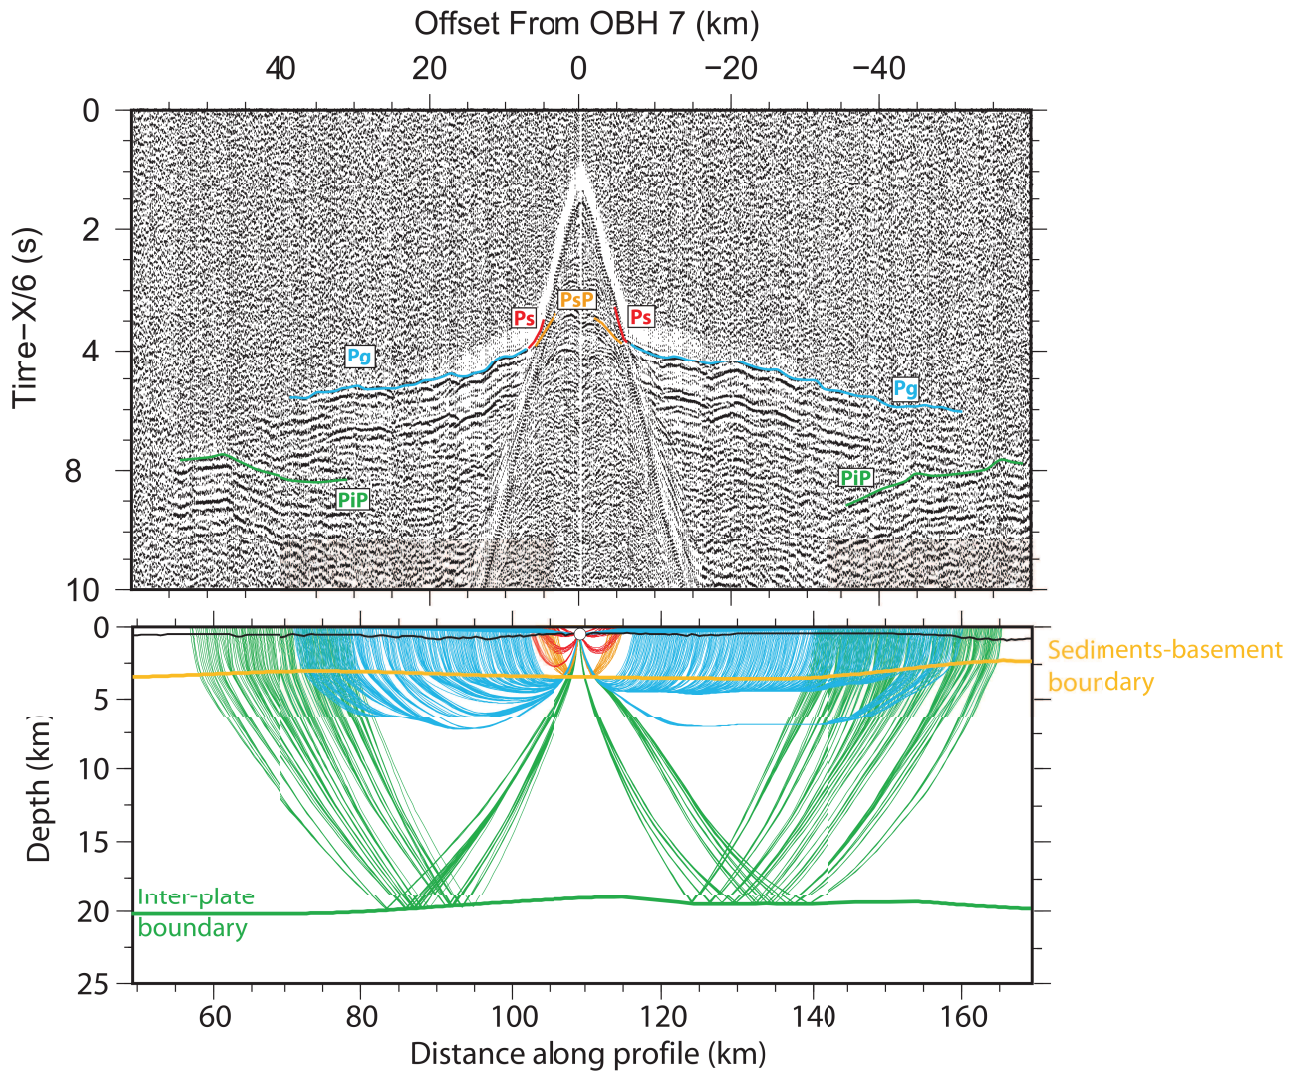 Offset From OBH 7 (km)
40 20 0 −20 −40
Time−X/6 (s)
0
2
4
8
10
Ps PsP Ps
Pg
Pg
PiP
PiP
0
5
10
15
20
25
Depth (km)
Sediments-basement
bourdary
Inter-plate
boundary
60 80 100 120 140 160
Distance along profile (km)